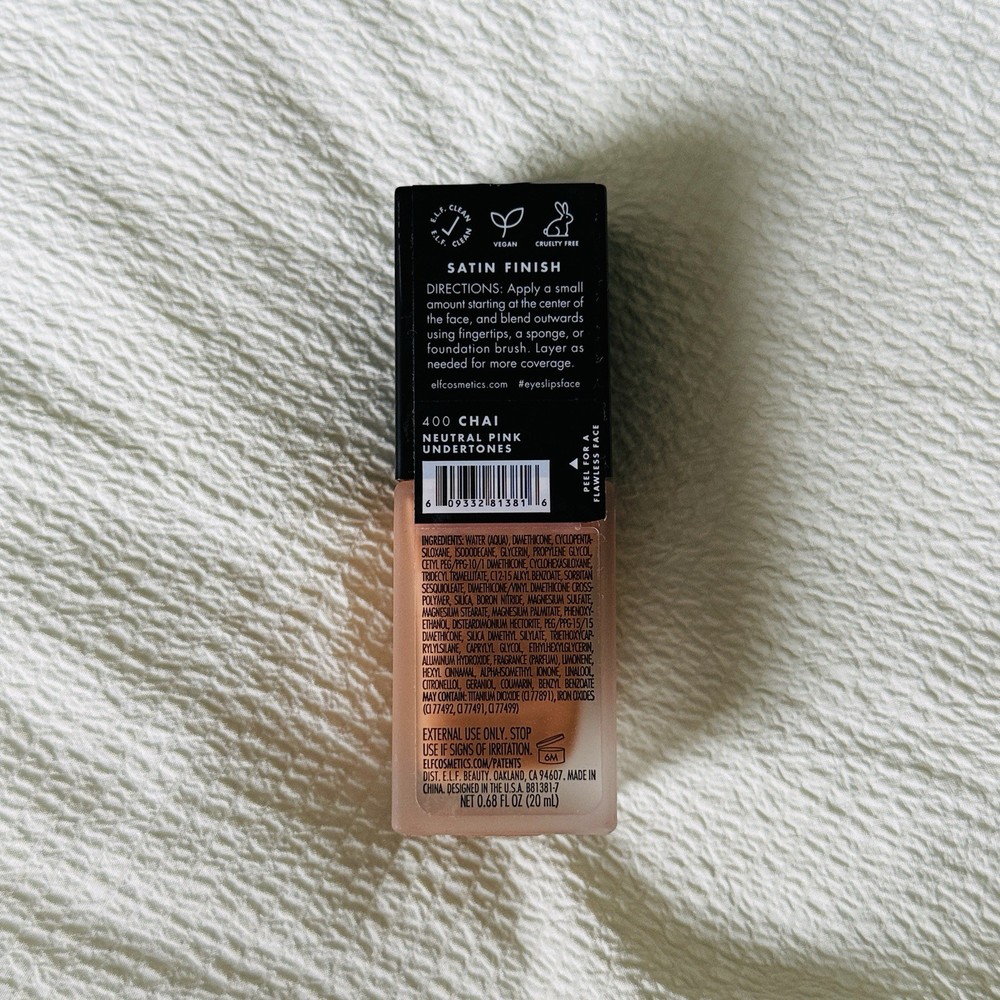 E.L.F. CLEAN
E.L.F. CLEAN
VEGAN
CRUELTY FREE
SATIN FINISH
DIRECTIONS: Apply a small
amount starting at the center of
the face, and blend outwards
using fingertips, a sponge, or
foundation brush. Layer as
needed for more coverage.
elfcosmetics.com #eyeslipsface
400 CHAI
NEUTRAL PINK
UNDERTONES
PEEL FOR A
FLAWLESS FACE
6 09332 81381 6
INGREDIENTS: WATER (AQUA), DIMETHICONE, CYCLOPENTA-
SILOXANE, ISODODECANE, GLYCERIN, PROPYLENE GLYCOL,
CETYL PEG/PPG-10/1 DIMETHICONE, CYCLOHEXASILOXANE,
TRIDECYL TRIMELLITATE, C12-15 ALKYL BENZOATE, SORBITAN
SESQUIOLEATE, DIMETHICONE/VINYL DIMETHICONE CROSS-
POLYMER, SILICA, BORON NITRIDE, MAGNESIUM SULFATE,
MAGNESIUM STEARATE, MAGNESIUM PALMITATE, PHENOXY-
ETHANOL, DISTEARDIMONIUM HECTORITE, PEG/PPG-15/15
DIMETHICONE, SILICA DIMETHYL SILYLATE, TRIETHOXYCAP-
RYLYLSILANE, CAPRYLYL GLYCOL, ETHYLHEXYLGLYCERIN,
ALUMINUM HYDROXIDE, FRAGRANCE (PARFUM), LIMONENE,
HEXYL CINNAMAL, ALPHA-ISOMETHYL IONONE, LINALOOL,
CITRONELLOL, GERANIOL, COUMARIN, BENZYL BENZOATE
MAY CONTAIN: TITANIUM DIOXIDE (CI 77891), IRON OXIDES
(CI 77492, CI 77491, CI 77499)
EXTERNAL USE ONLY. STOP
USE IF SIGNS OF IRRITATION.
6M
ELFCOSMETICS.COM/PATENTS
DIST. E.L.F. BEAUTY. OAKLAND, CA 94607. MADE IN
CHINA. DESIGNED IN THE U.S.A. B81381-7
NET 0.68 FL OZ (20 mL)